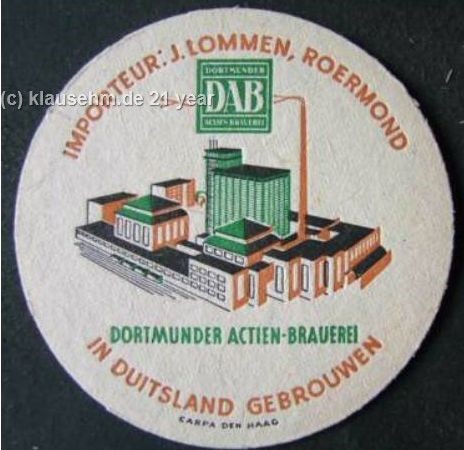 IMPORTEUR: J. LOMMEN, ROERMOND
(c) klausehm.de 21 year
DORTMUNDER
DAB
ACTIEN-BRAUEREI
DORTMUNDER ACTIEN-BRAUEREI
IN DUITSLAND GEBROUWEN
CARPA DEN HAAG